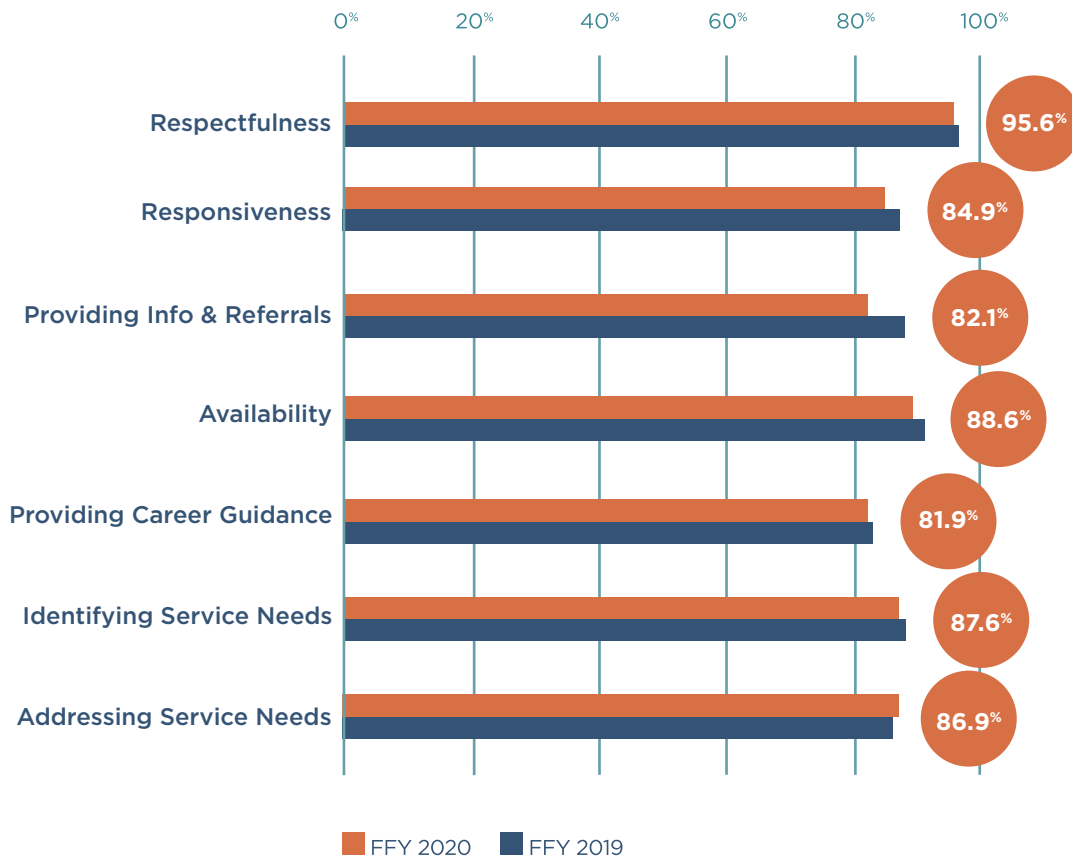 0% 20% 40% 60% 80% 100%
Respectfulness 95.6%
Responsiveness 84.9%
Providing Info & Referrals 82.1%
Availability 88.6%
Providing Career Guidance 81.9%
Identifying Service Needs 87.6%
Addressing Service Needs 86.9%
FFY 2020 FFY 2019